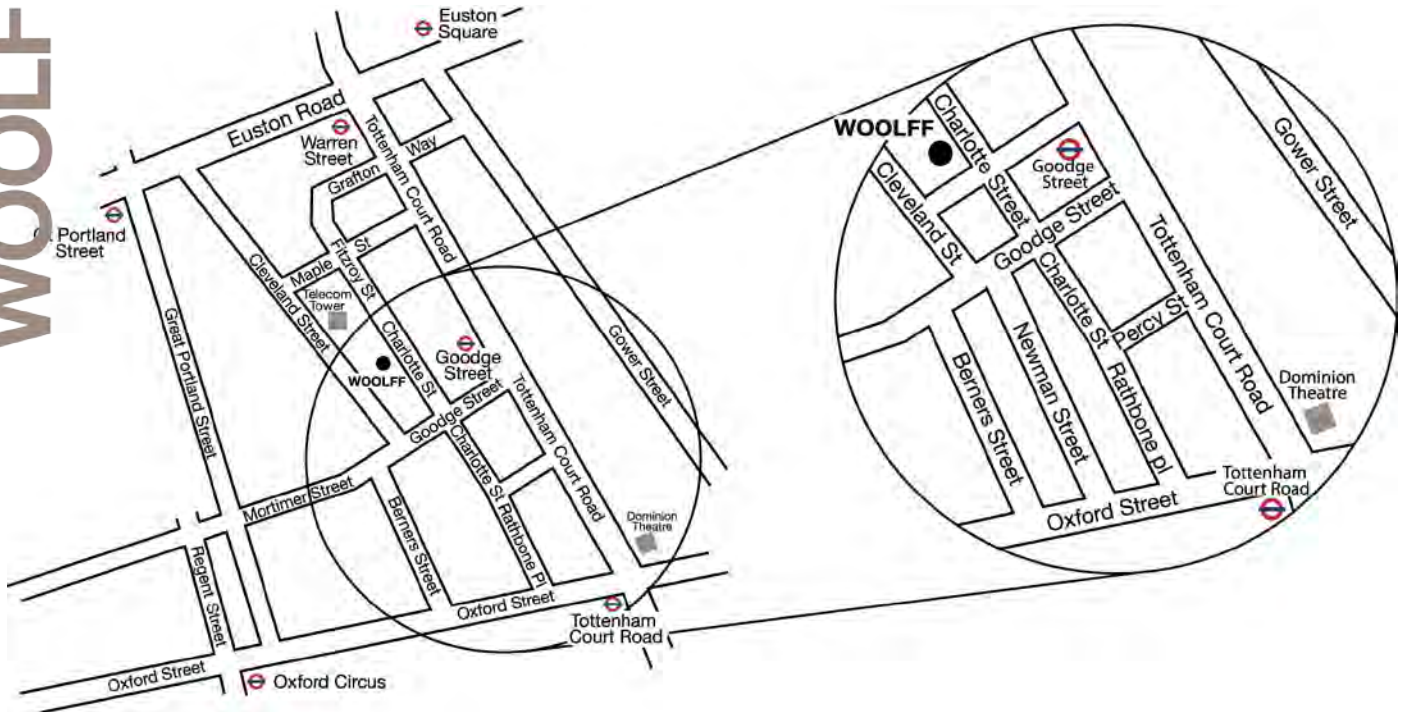 WOOLF
Euston
Square
Euston Road
Warren
Street
Tottenham Court Road
Way
Grafton
Portland
Street
Cleveland Street
Maple St
Fitzroy St
Telecom
Tower
Great Portland Street
Charlotte St
WOOLFF
Goodge
Street
Gower Street
Goodge Street
Tottenham Court Road
Charlotte St
Rathbone Pl
Mortimer Street
Berners Street
Dominion
Theatre
Regent Street
Oxford Street
Tottenham
Court Road
Oxford Street
Oxford Circus
WOOLFF
Charlotte Street
Goodge
Street
Gower Street
Cleveland St
Goodge Street
Tottenham Court Road
Charlotte St
Percy St
Newman Street
Berners Street
Rathbone pl
Dominion
Theatre
Tottenham
Court Road
Oxford Street